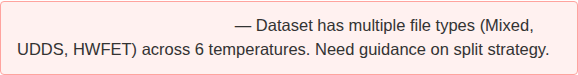 — Dataset has multiple file types (Mixed,
UDDS, HWFET) across 6 temperatures. Need guidance on split strategy.